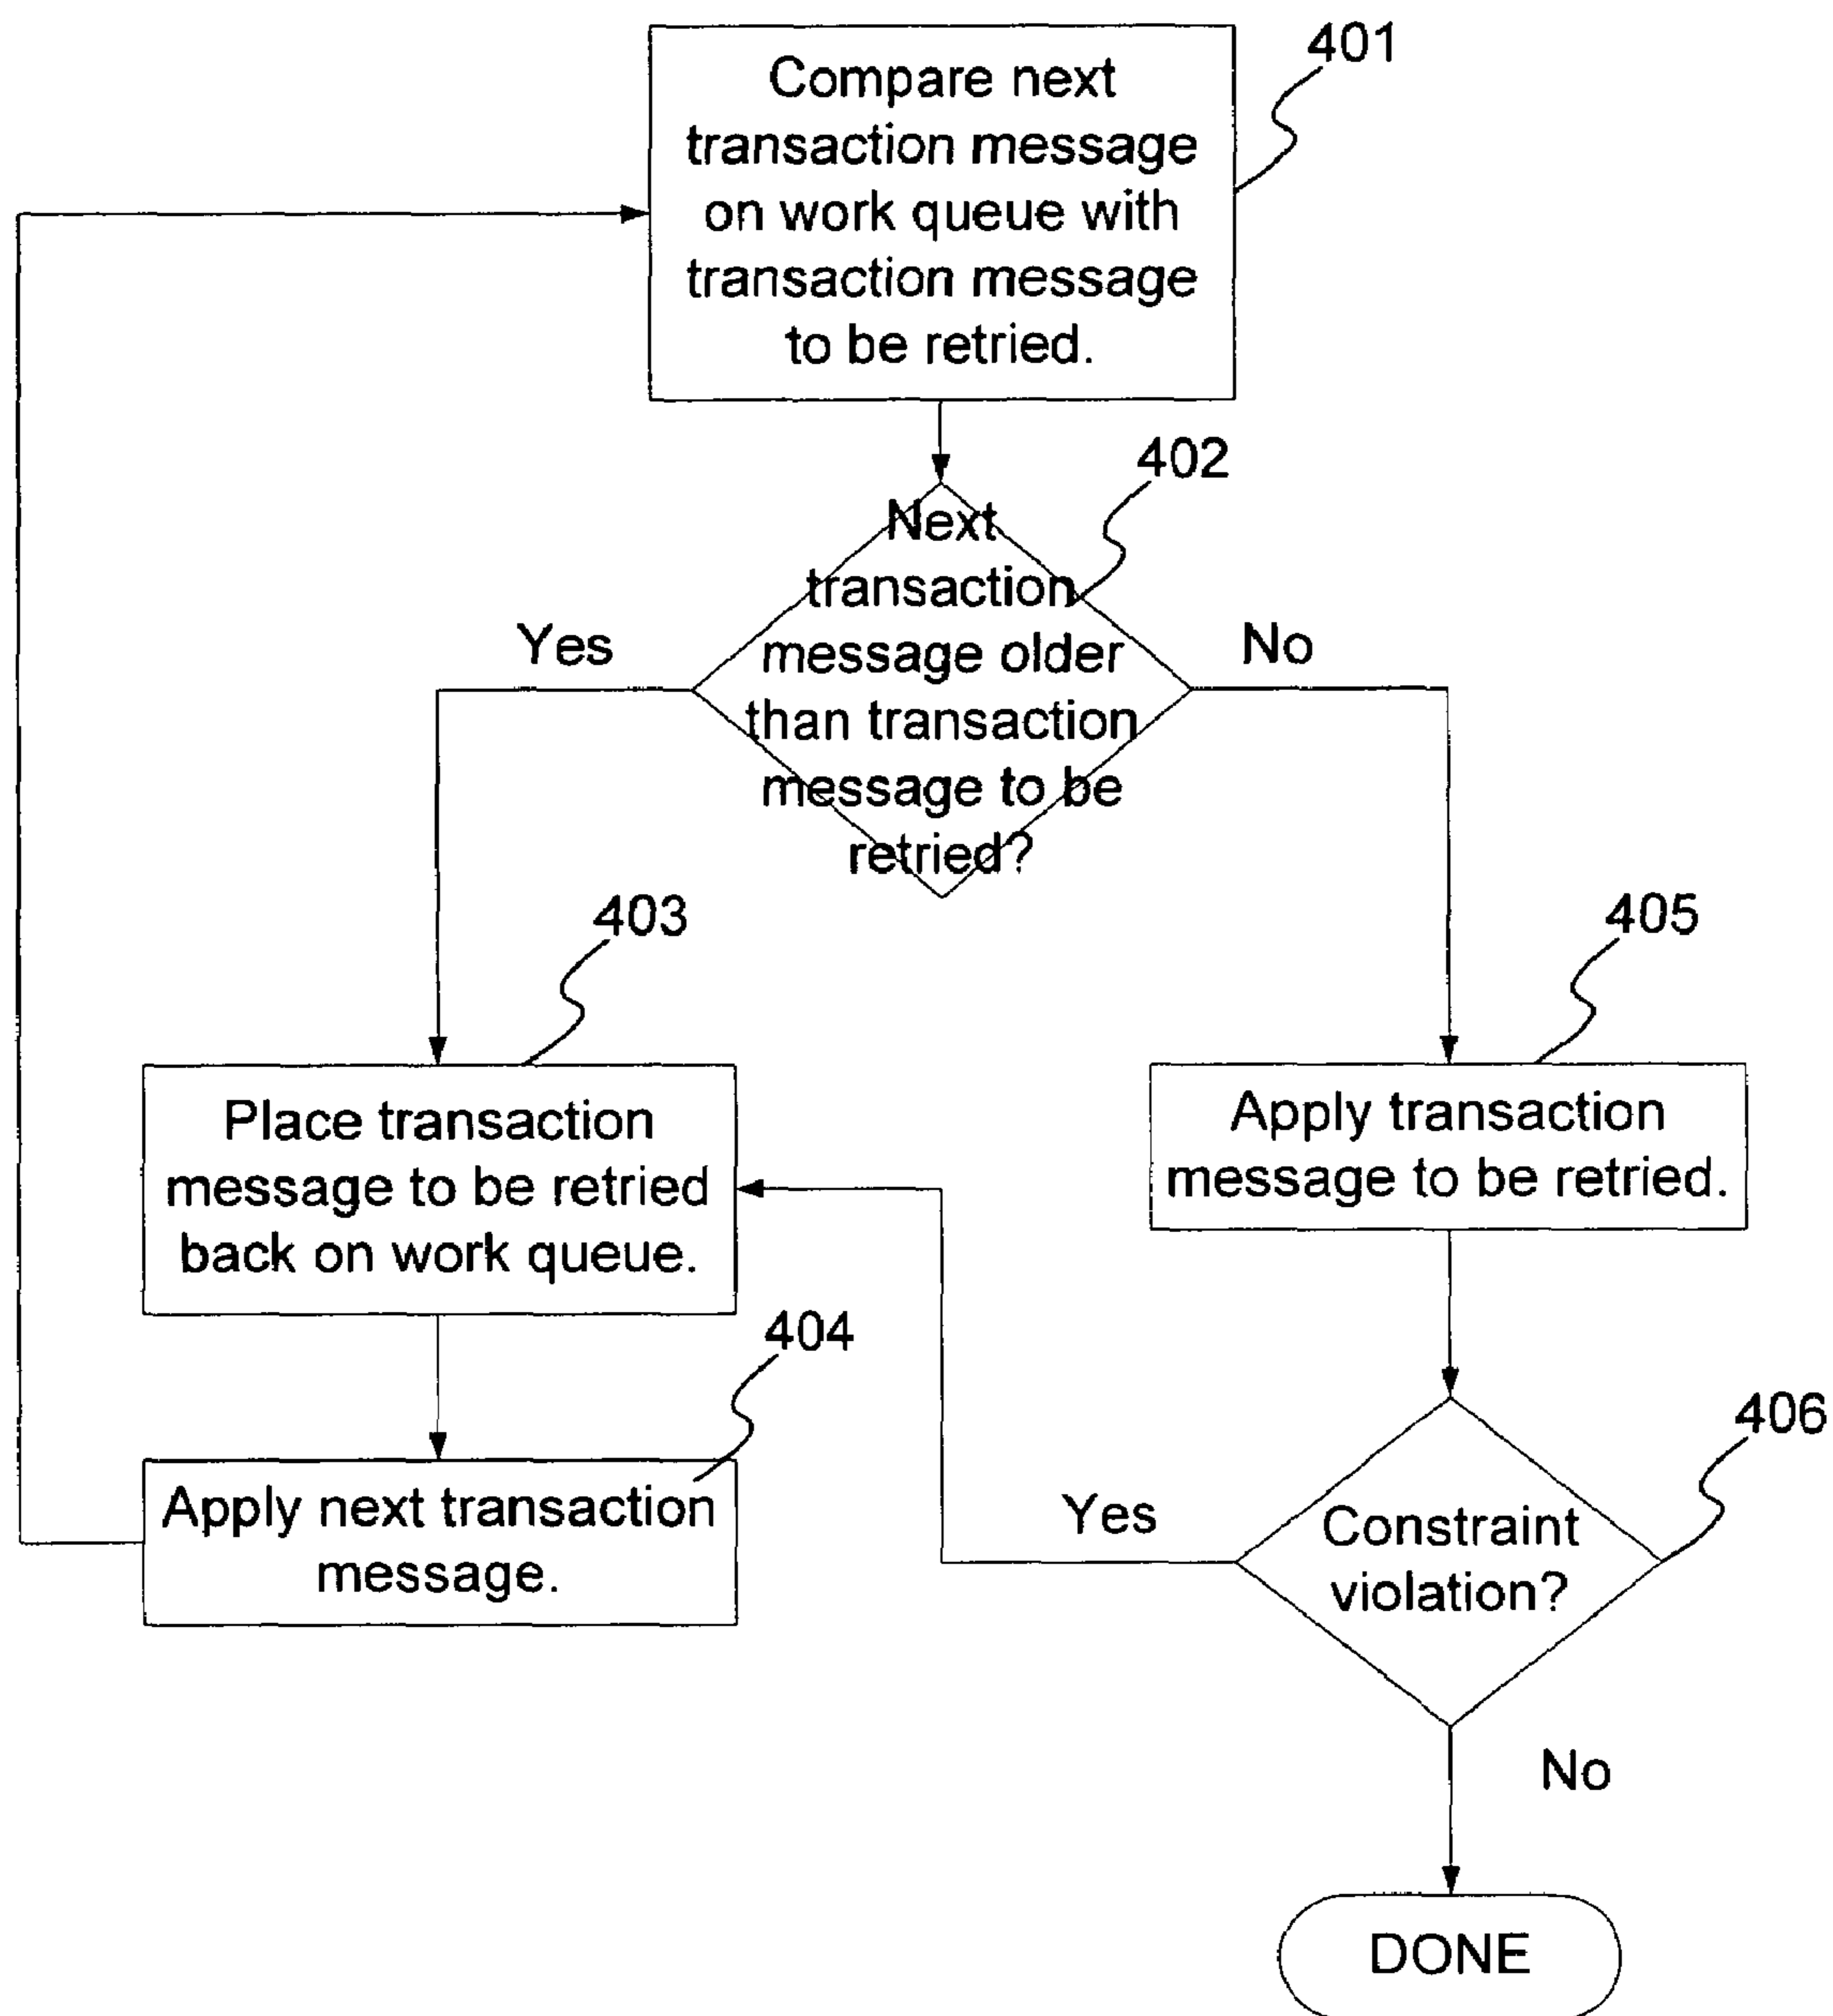 401
Compare next
transaction message
on work queue with
transaction message
to be retried.
402
Next
transaction
message older
than transaction
message to be
retried?
Yes
No
403
405
Place transaction
message to be retried
back on work queue.
Apply transaction
message to be retried.
404
Apply next transaction
message.
406
Yes
Constraint
violation?
No
DONE